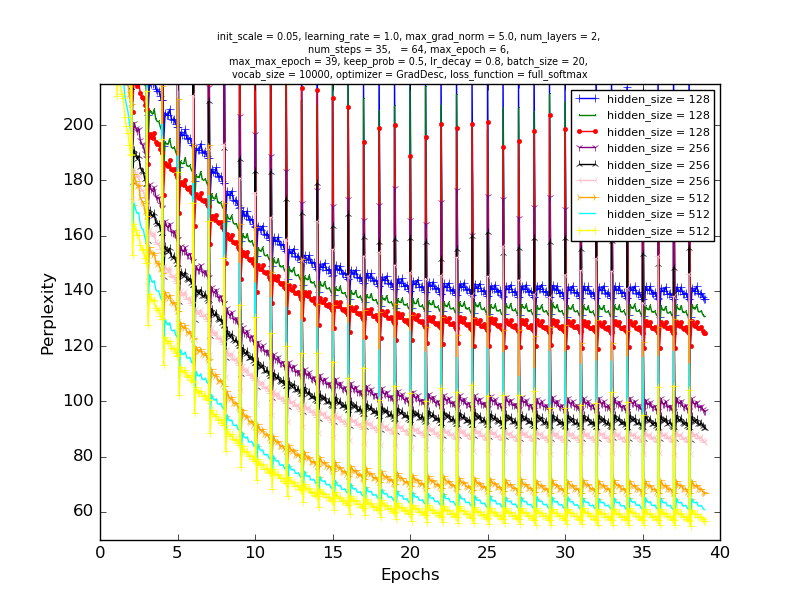 init_scale = 0.05, learning_rate = 1.0, max_grad_norm = 5.0, num_layers = 2,
num_steps = 35,   = 64, max_epoch = 6,
max_max_epoch = 39, keep_prob = 0.5, lr_decay = 0.8, batch_size = 20,
vocab_size = 10000, optimizer = GradDesc, loss_function = full_softmax
hidden_size = 128
hidden_size = 128
hidden_size = 128
hidden_size = 256
hidden_size = 256
hidden_size = 256
hidden_size = 512
hidden_size = 512
hidden_size = 512
200
180
160
140
120
100
80
60
Perplexity
0 5 10 15 20 25 30 35 40
Epochs